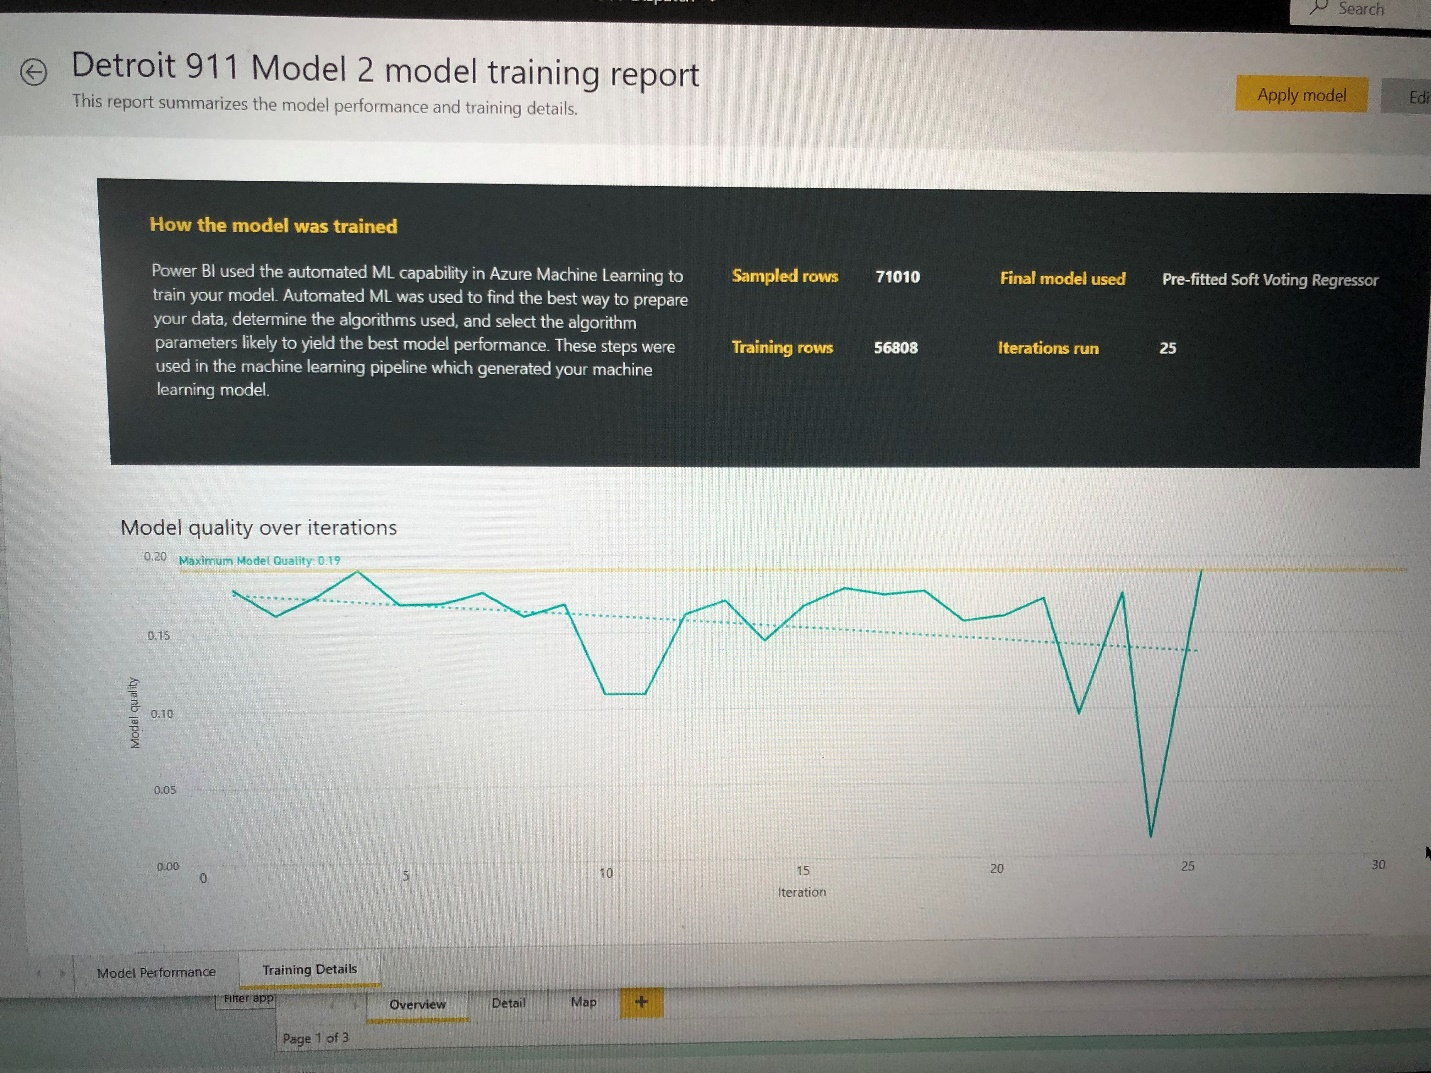 Search
Detroit 911 Model 2 model training report
This report summarizes the model performance and training details.
Apply model
How the model was trained
Power BI used the automated ML capability in Azure Machine Learning to
train your model. Automated ML was used to find the best way to prepare
your data, determine the algorithms used, and select the algorithm
parameters likely to yield the best model performance. These steps were
used in the machine learning pipeline which generated your machine
learning model.
Sampled rows 71010
Final model used Pre-fitted Soft Voting Regressor
Training rows 56808
Iterations run 25
Model quality over iterations
0.20
Maximum Model Quality: 0.19
0.15
0.10
0.05
0.00
Model quality
0 5 10 15 20 25 30
Iteration
Model Performance
Training Details
Filter app
Overview
Detail
Map
+
Page 1 of 3